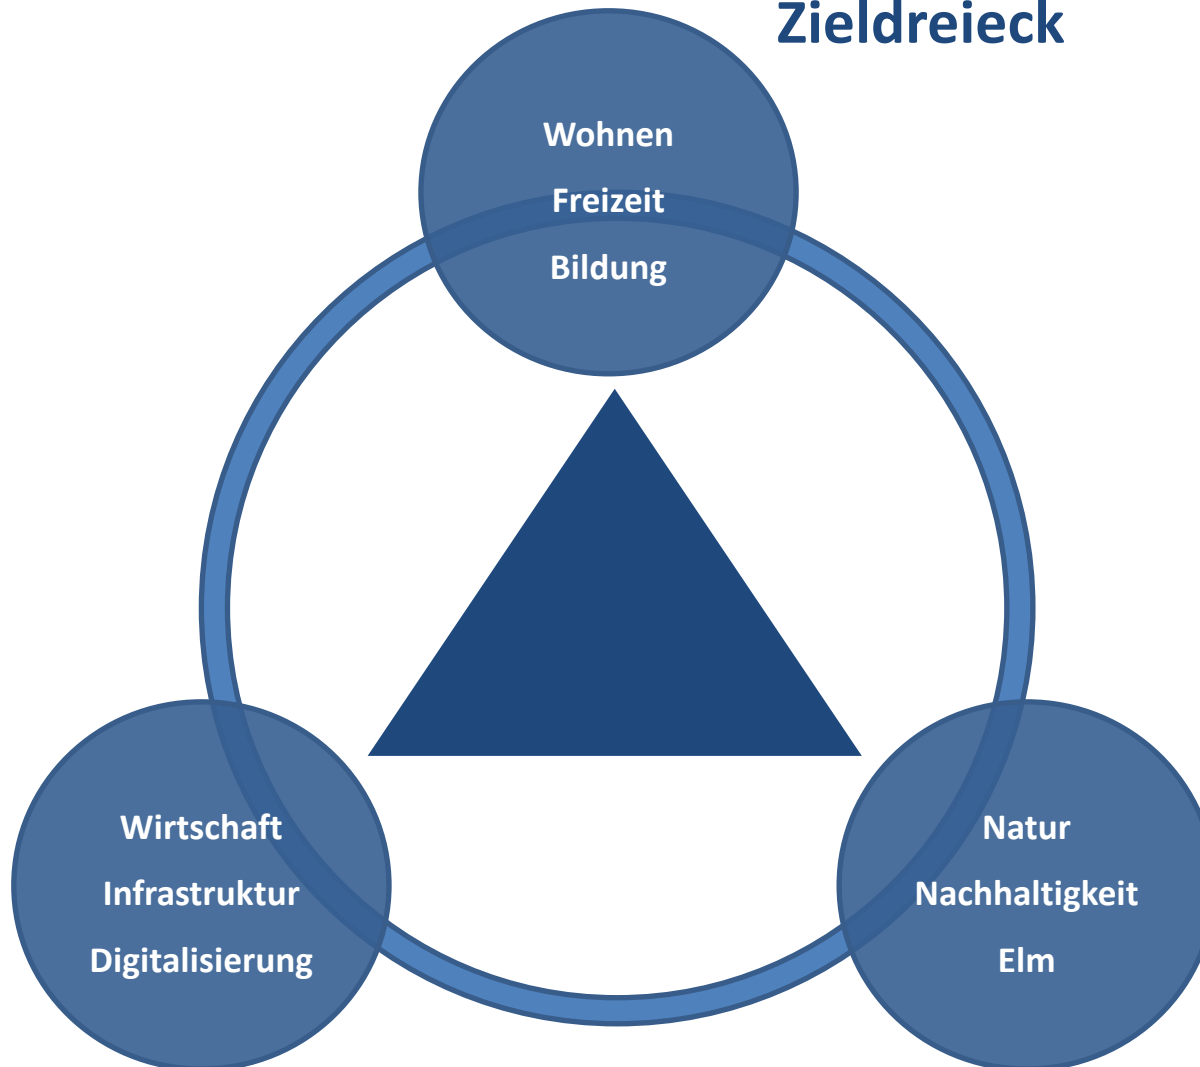 Zieldreieck
Wohnen
Freizeit
Bildung
Wirtschaft
Infrastruktur
Digitalisierung
Natur
Nachhaltigkeit
Elm